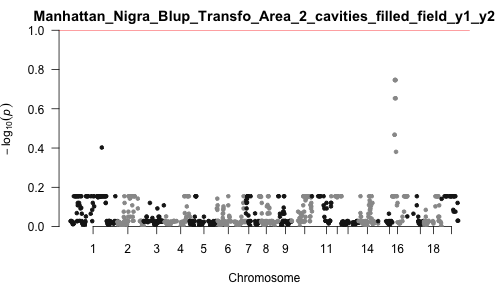 Manhattan_Nigra_Blup_Transfo_Area_2_cavities_filled_field_y1_y2
1.0
0.8
0.6
0.4
0.2
0.0
−log10(p)
1 2 3 4 5 6 7 8 9 11 14 16 18
Chromosome